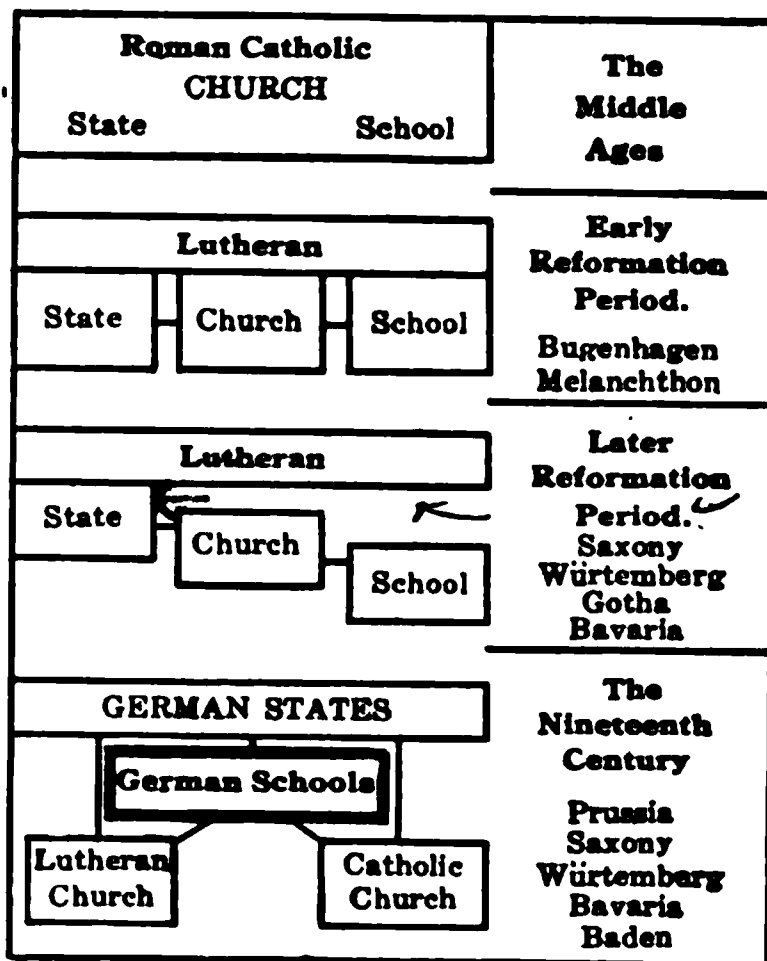 Roman Catholic
CHURCH
State School
The
Middle
Ages
Lutheran
State Church School
Early
Reformation
Period.
Bugenhagen
Melanchthon
Lutheran
State
Church
School
Later
Reformation
Period.
Saxony
Würtemberg
Gotha
Bavaria
GERMAN STATES
German Schools
Lutheran
Church
Catholic
Church
The
Nineteenth
Century
Prussia
Saxony
Würtemberg
Bavaria
Baden